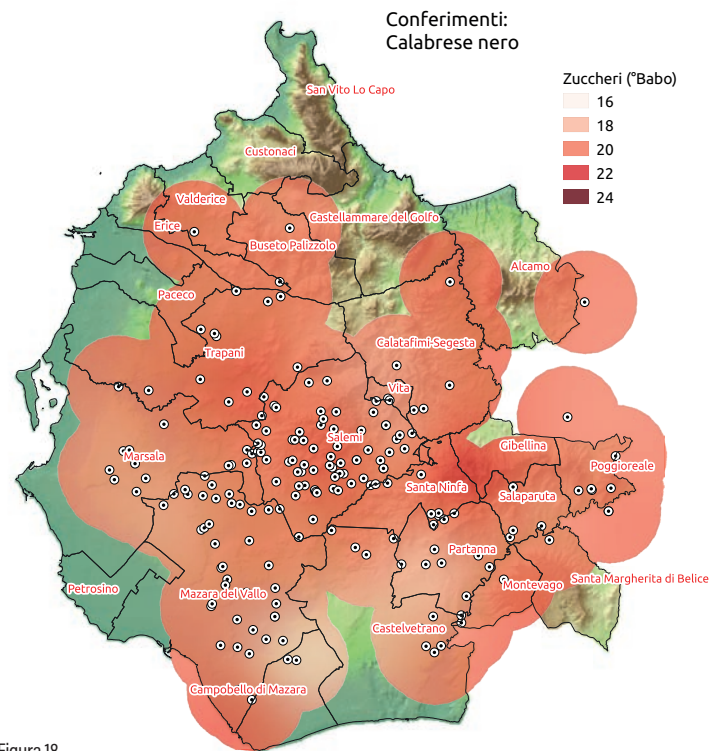 Conferimenti:
Calabrese nero
Zuccheri (°Babo)
16
18
20
22
24
San Vito Lo Capo
Custonaci
Valderice
Erice
Castellammare del Golfo
Buseto Palizzolo
Alcamo
Paceco
Trapani
Calatafimi-Segesta
Vita
Salemi
Marsala
Gibellina
Poggioreale
Santa Ninfa
Salaparuta
Partanna
Montevago
Santa Margherita di Belice
Petrosino
Mazara del Vallo
Castelvetrano
Campobello di Mazara
Figura 18